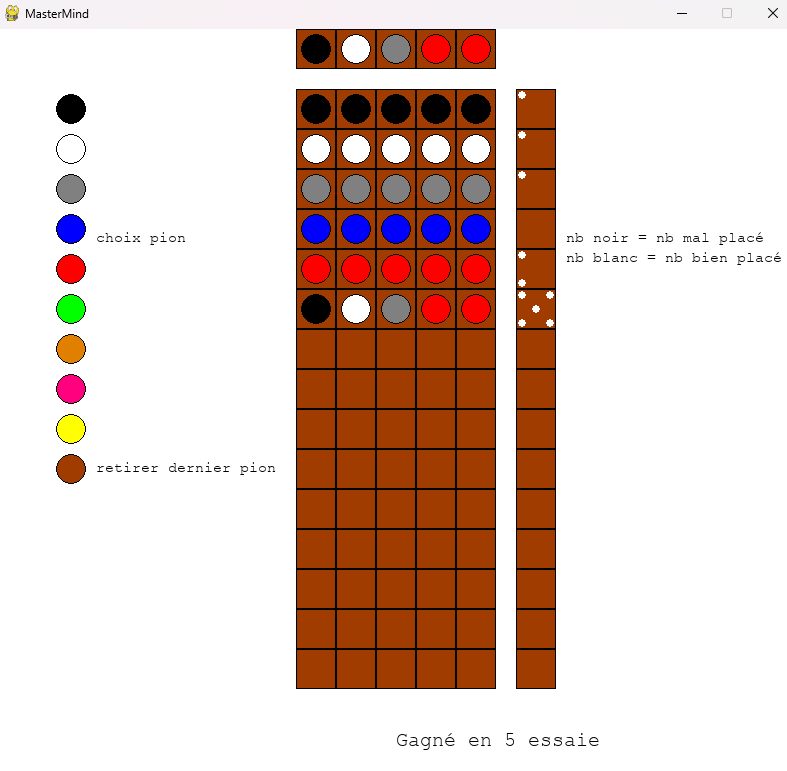 MasterMind
choix pion
nb noir = nb mal placé
nb blanc = nb bien placé
retirer dernier pion
Gagné en 5 essaie